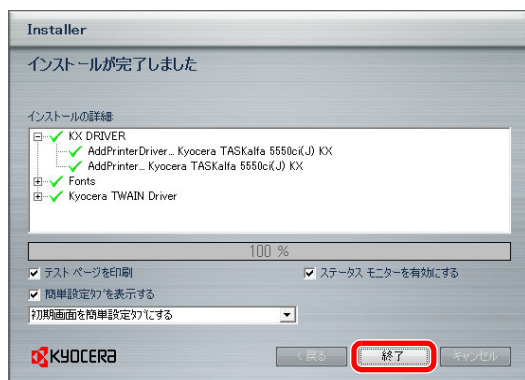 Installer
インストールが完了しました
インストールの詳細:
KX DRIVER
AddPrinterDriver... Kyocera TASKalfa 5550ci(J) KX
AddPrinter... Kyocera TASKalfa 5550ci(J) KX
Fonts
Kyocera TWAIN Driver
100 %
テスト ページを印刷 ステータス モニターを有効にする
簡単設定タブを表示する
初期画面を簡単設定タブにする
KYOCERA < 戻る 終了 キャンセル